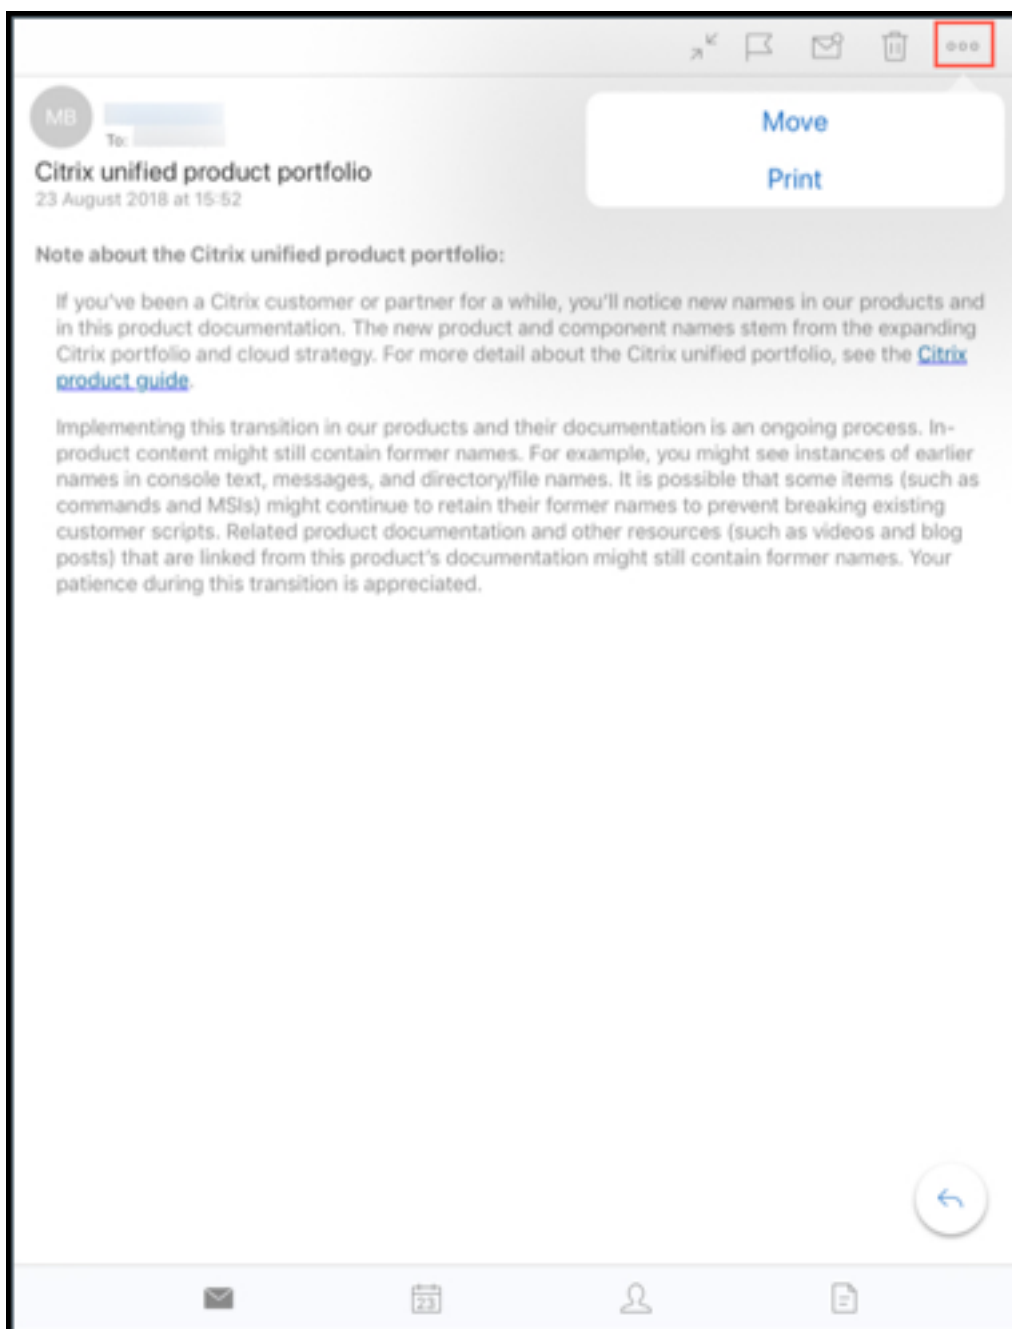 MB
To:
Move
Print
Citrix unified product portfolio
23 August 2018 at 15:52
Note about the Citrix unified product portfolio:
If you've been a Citrix customer or partner for a while, you'll notice new names in our products and
in this product documentation. The new product and component names stem from the expanding
Citrix portfolio and cloud strategy. For more detail about the Citrix unified portfolio, see the Citrix
product guide.
Implementing this transition in our products and their documentation is an ongoing process. In-
product content might still contain former names. For example, you might see instances of earlier
names in console text, messages, and directory/file names. It is possible that some items (such as
commands and MSIs) might continue to retain their former names to prevent breaking existing
customer scripts. Related product documentation and other resources (such as videos and blog
posts) that are linked from this product's documentation might still contain former names. Your
patience during this transition is appreciated.
23